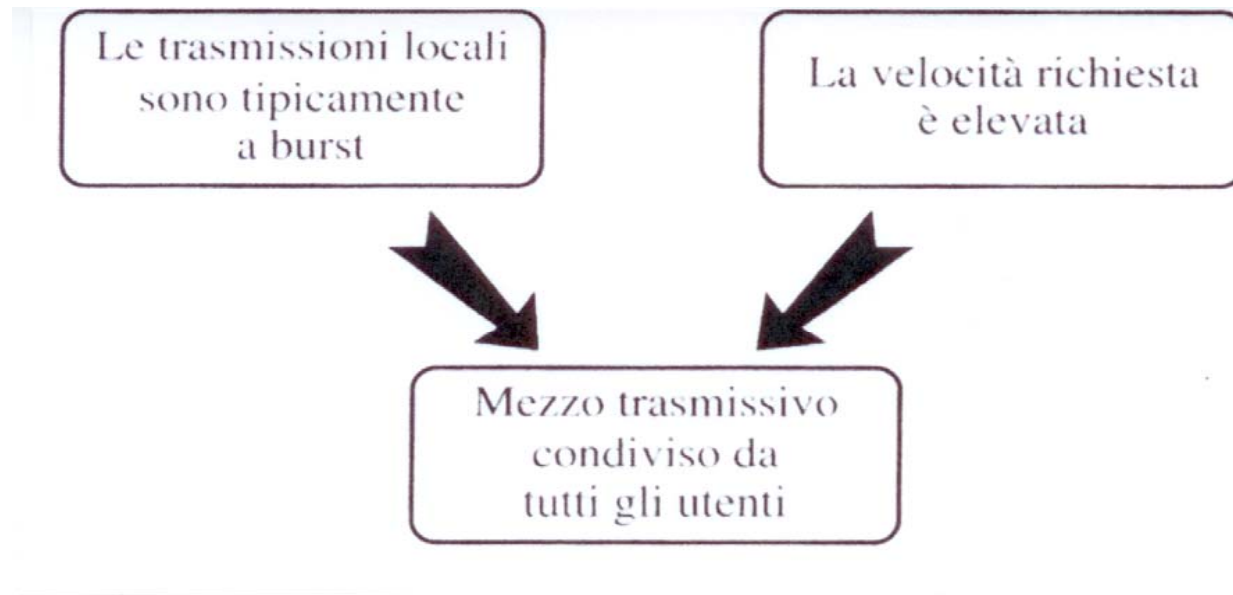 Le trasmissioni locali
sono tipicamente
a burst
La velocità richiesta
è elevata
Mezzo trasmissivo
condiviso da
tutti gli utenti